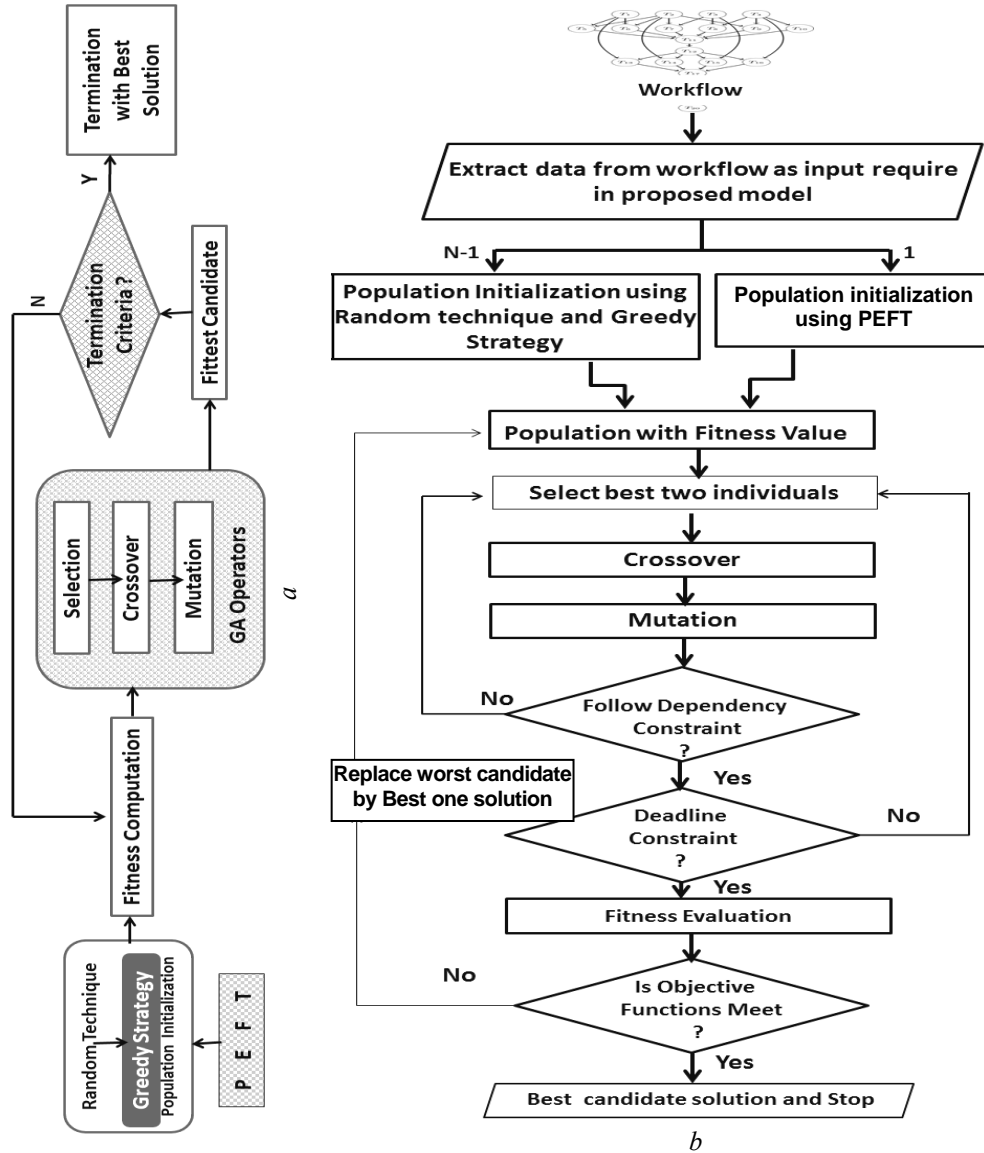 Random Technique
Greedy Strategy
Population Initialization
P E F T
Fitness Computation
Selection
Crossover
Mutation
GA Operators
Fittest Candidate
Termination
Criteria ?
N
Y
Termination
with Best
Solution
a
Workflow
Extract data from workflow as input require
in proposed model
N-1
1
Population Initialization using
Random technique and Greedy
Strategy
Population initialization
using PEFT
Population with Fitness Value
Select best two individuals
Crossover
Mutation
Follow Dependency
Constraint
?
No
Yes
Replace worst candidate
by Best one solution
Deadline
Constraint
?
No
Yes
Fitness Evaluation
Is Objective
Functions Meet
?
No
Yes
Best candidate solution and Stop
b